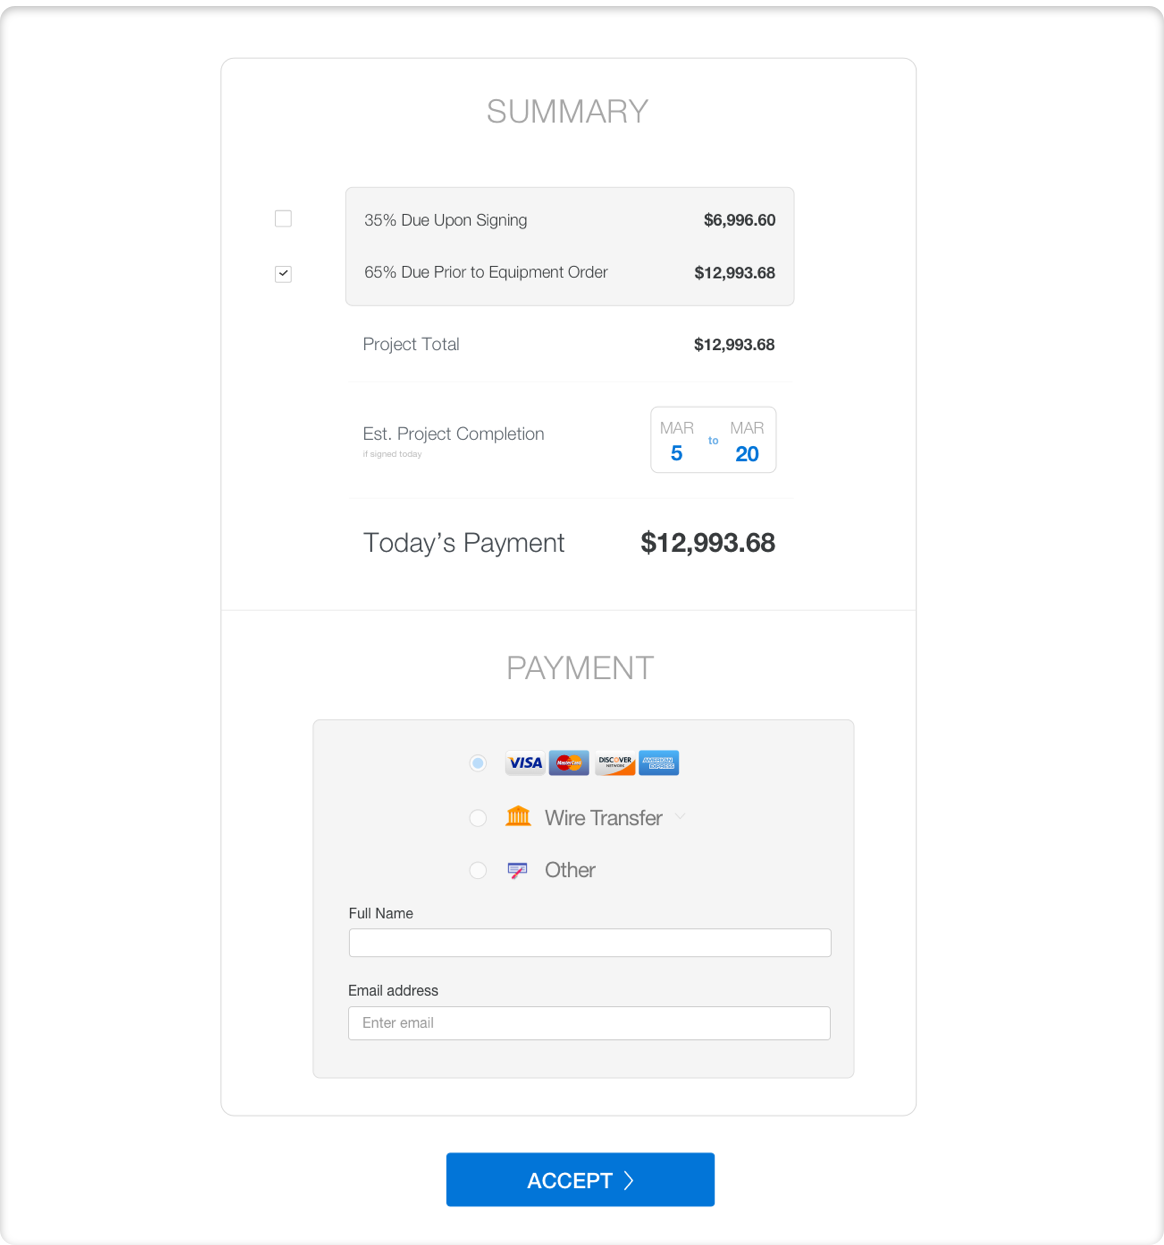 SUMMARY
35% Due Upon Signing $6,996.60
65% Due Prior to Equipment Order $12,993.68
Project Total $12,993.68
Est. Project Completion
if signed today
MAR MAR
5 to 20
Today’s Payment $12,993.68
PAYMENT
VISA MasterCard DISCOVER NETWORK AMERICAN EXPRESS
Wire Transfer
Other
Full Name
Email address
Enter email
ACCEPT